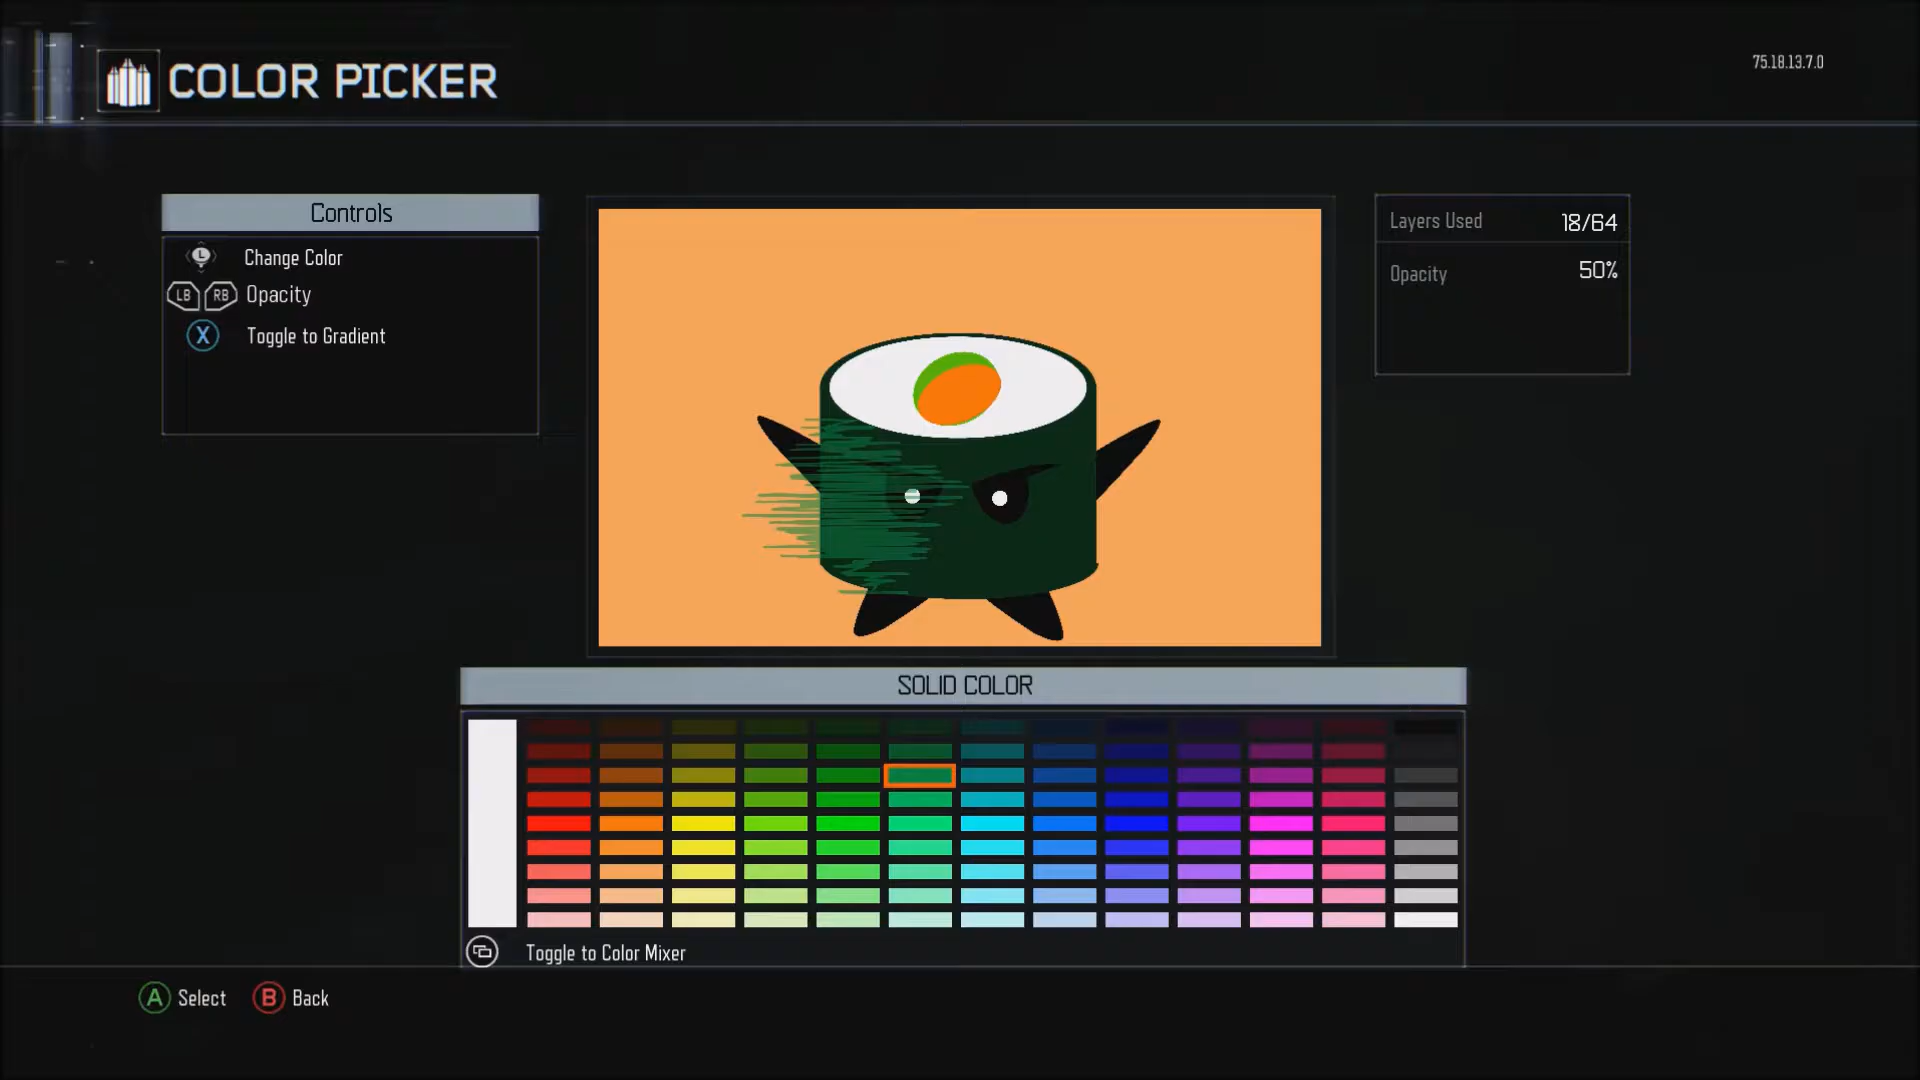 COLOR PICKER
75.18.13.7.0
Controls
L Change Color
LB RB Opacity
X Toggle to Gradient
Layers Used 18/64
Opacity 50%
SOLID COLOR
Toggle to Color Mixer
A Select B Back